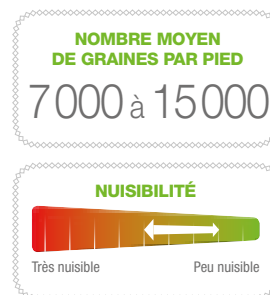 NOMBRE MOYEN
DE GRAINES PAR PIED
7 000 à 15 000
NUISIBILITÉ
Très nuisible Peu nuisible